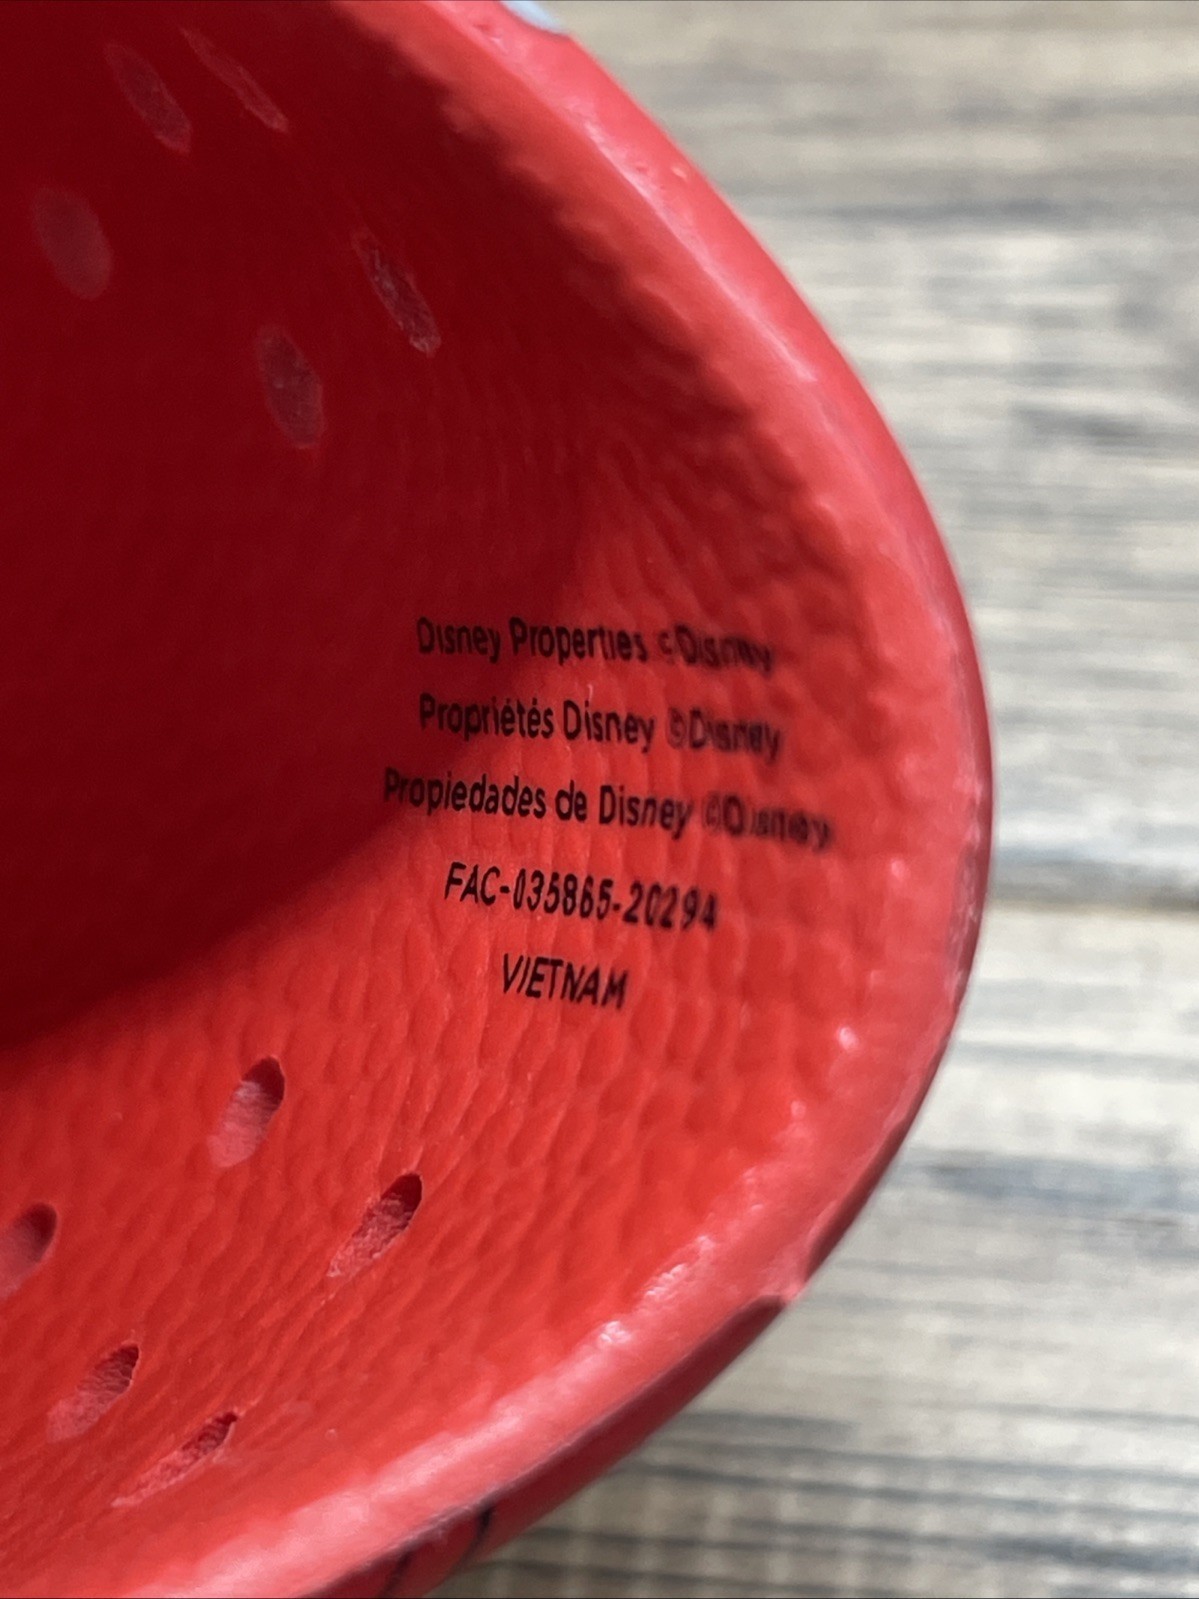 Disney Properties ©Disney
Propriétés Disney ©Disney
Propiedades de Disney ©Disney
FAC-035865-20294
VIETNAM